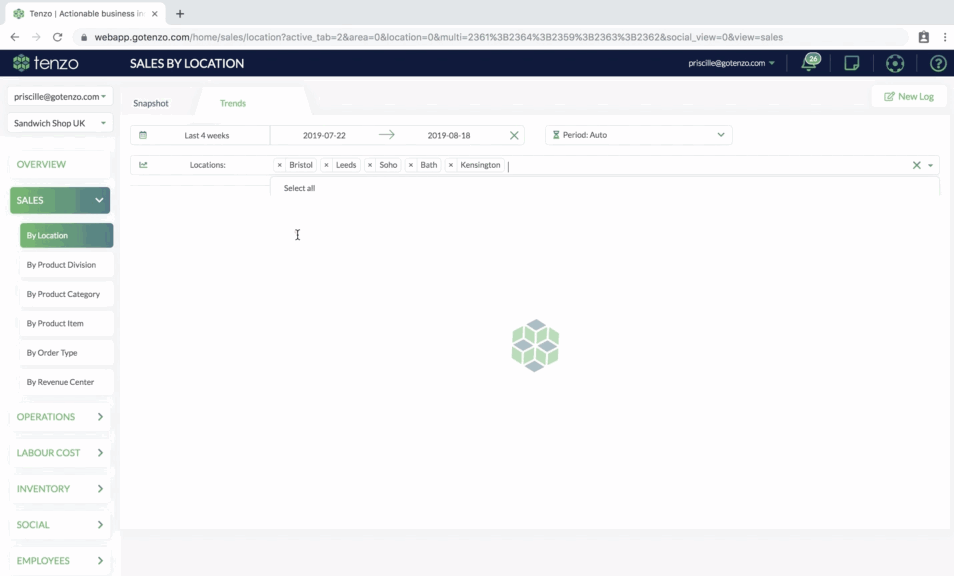 Tenzo | Actionable business in
webapp.gotenzo.com/home/sales/location?active_tab=2&area=0&location=0&multi=2361%3B2364%3B2359%3B2363%3B2362&social_view=0&view=sales
tenzo
SALES BY LOCATION
priscille@gotenzo.com
26
priscille@gotenzo.com
Sandwich Shop UK
Snapshot
Trends
New Log
Last 4 weeks
2019-07-22
2019-08-18
Period: Auto
Locations:
× Bristol × Leeds × Soho × Bath × Kensington
Select all
OVERVIEW
SALES
By Location
By Product Division
By Product Category
By Product Item
By Order Type
By Revenue Center
OPERATIONS
LABOUR COST
INVENTORY
SOCIAL
EMPLOYEES